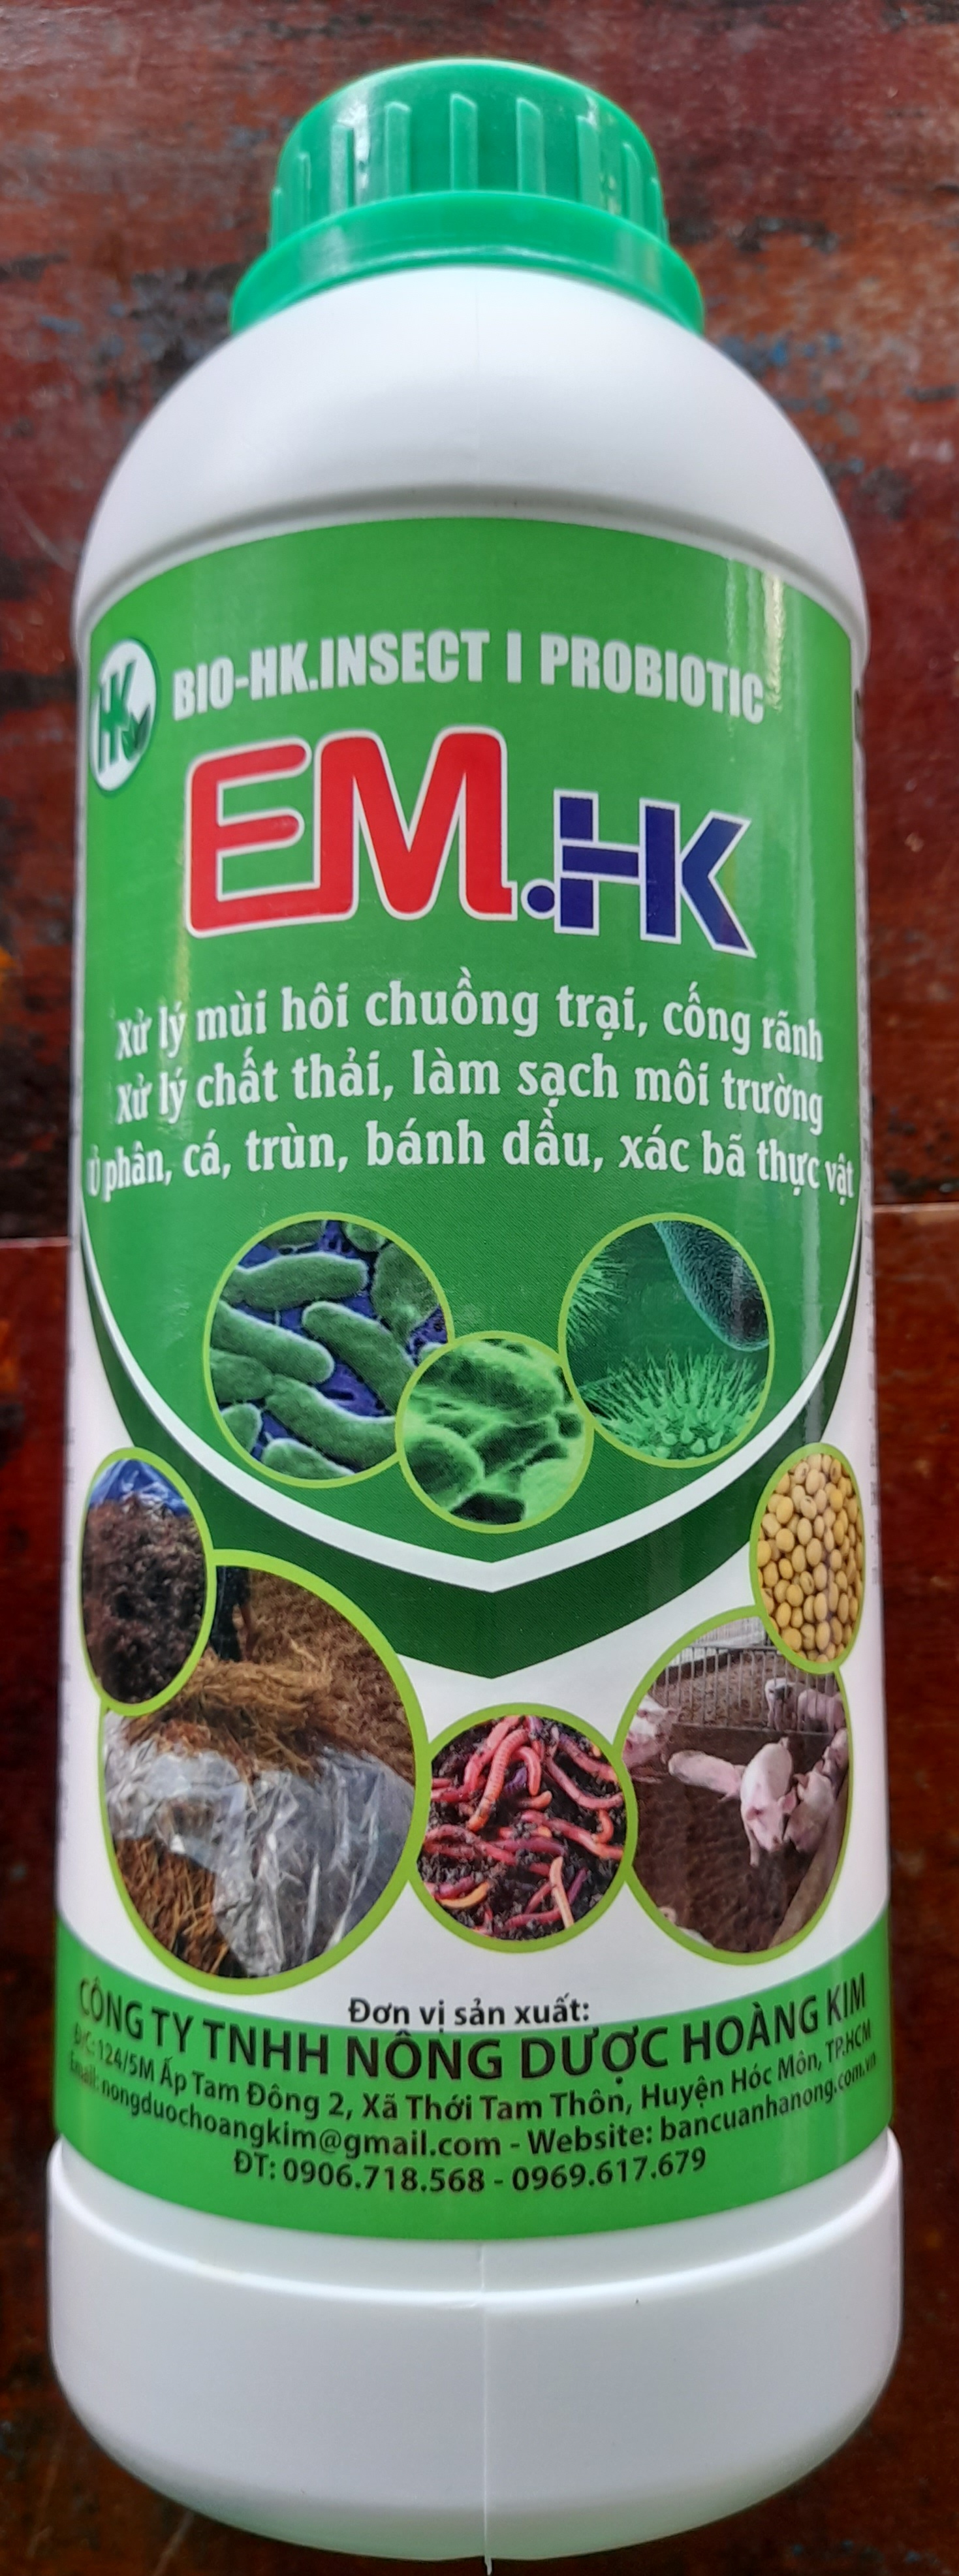 HK
BIO-HK.INSECT I PROBIOTIC
EM.HK
Xử lý mùi hôi chuồng trại, cống rãnh
Xử lý chất thải, làm sạch môi trường
Ủ phân, cá, trùn, bánh dầu, xác bã thực vật
Đơn vị sản xuất:
CÔNG TY TNHH NÔNG DƯỢC HOÀNG KIM
Đ/C: 124/5M Ấp Tam Đông 2, Xã Thới Tam Thôn, Huyện Hóc Môn, TP.HCM
Email: nongduochoangkim@gmail.com - Website: bancuanhanong.com.vn
ĐT: 0906.718.568 - 0969.617.679